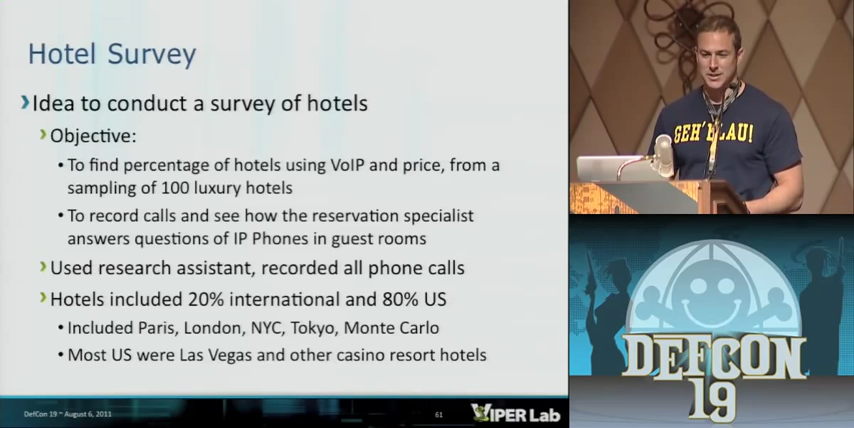 Hotel Survey
Idea to conduct a survey of hotels
Objective:
• To find percentage of hotels using VoIP and price, from a
sampling of 100 luxury hotels
• To record calls and see how the reservation specialist
answers questions of IP Phones in guest rooms
Used research assistant, recorded all phone calls
Hotels included 20% international and 80% US
• Included Paris, London, NYC, Tokyo, Monte Carlo
• Most US were Las Vegas and other casino resort hotels
DefCon 19 ~ August 6, 2011
61
VIPER Lab
DEFCON
19